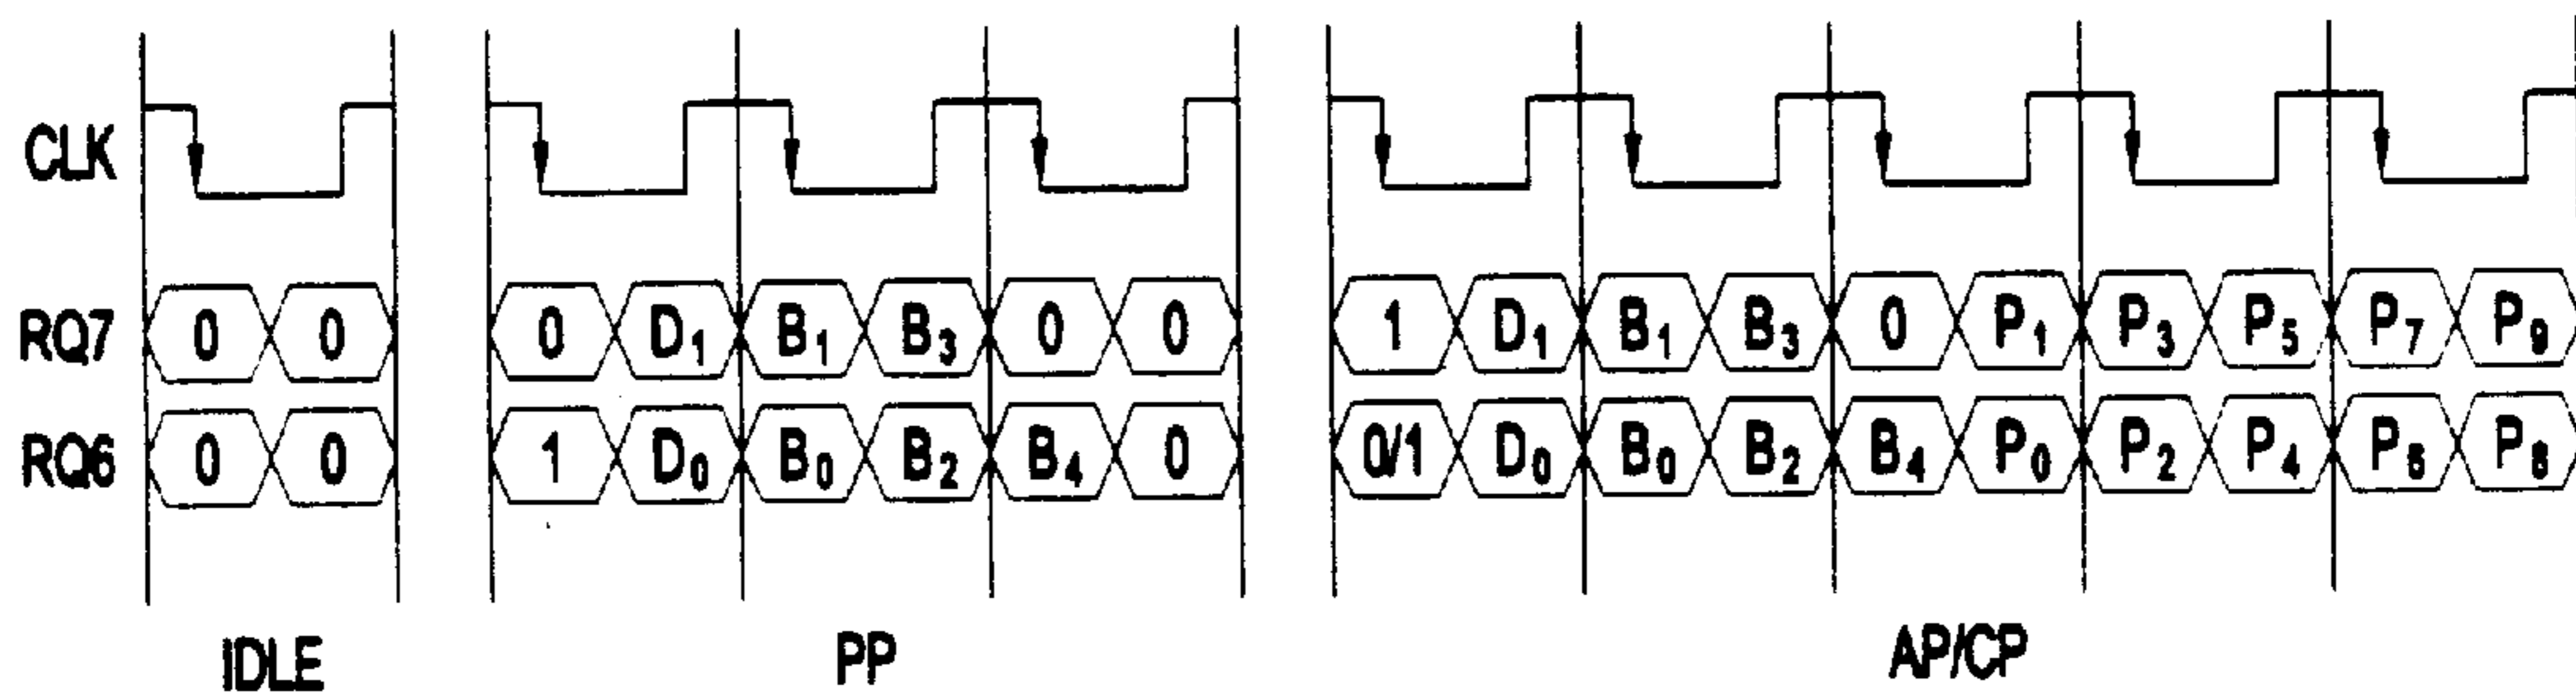 CLK
RQ7 0 0 0 D₁ B₁ B₃ 0 0 1 D₁ B₁ B₃ 0 P₁ P₃ P₅ P₇ P₉
RQ6 0 0 1 D₀ B₀ B₂ B₄ 0 0/1 D₀ B₀ B₂ B₄ P₀ P₂ P₄ P₆ P₈
IDLE PP AP/CP